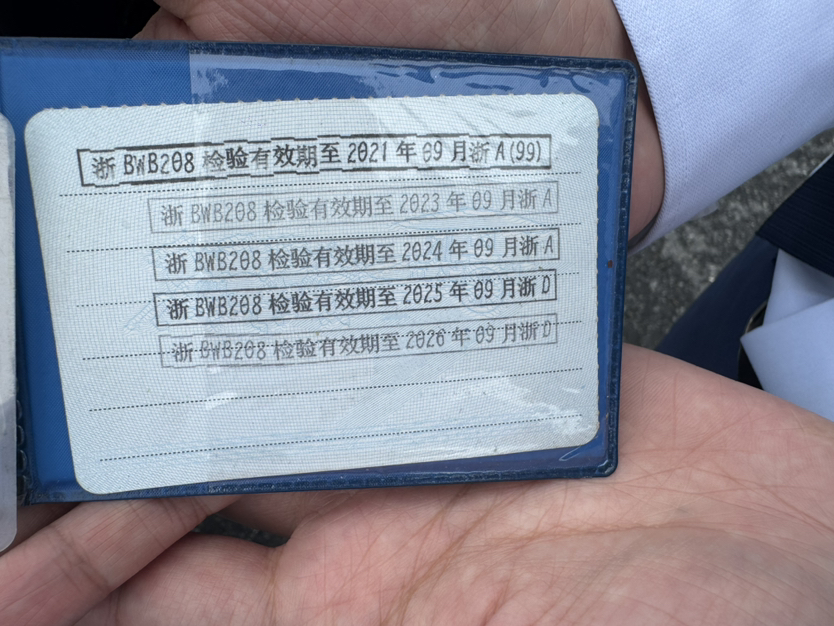 浙 BWB208 检验有效期至 2021 年 09 月浙 A(99)
浙 BWB208 检验有效期至 2023 年 09 月浙 A
浙 BWB208 检验有效期至 2024 年 09 月浙 A
浙 BWB208 检验有效期至 2025 年 09 月浙 D
浙 BWB208 检验有效期至 2026 年 09 月浙 D